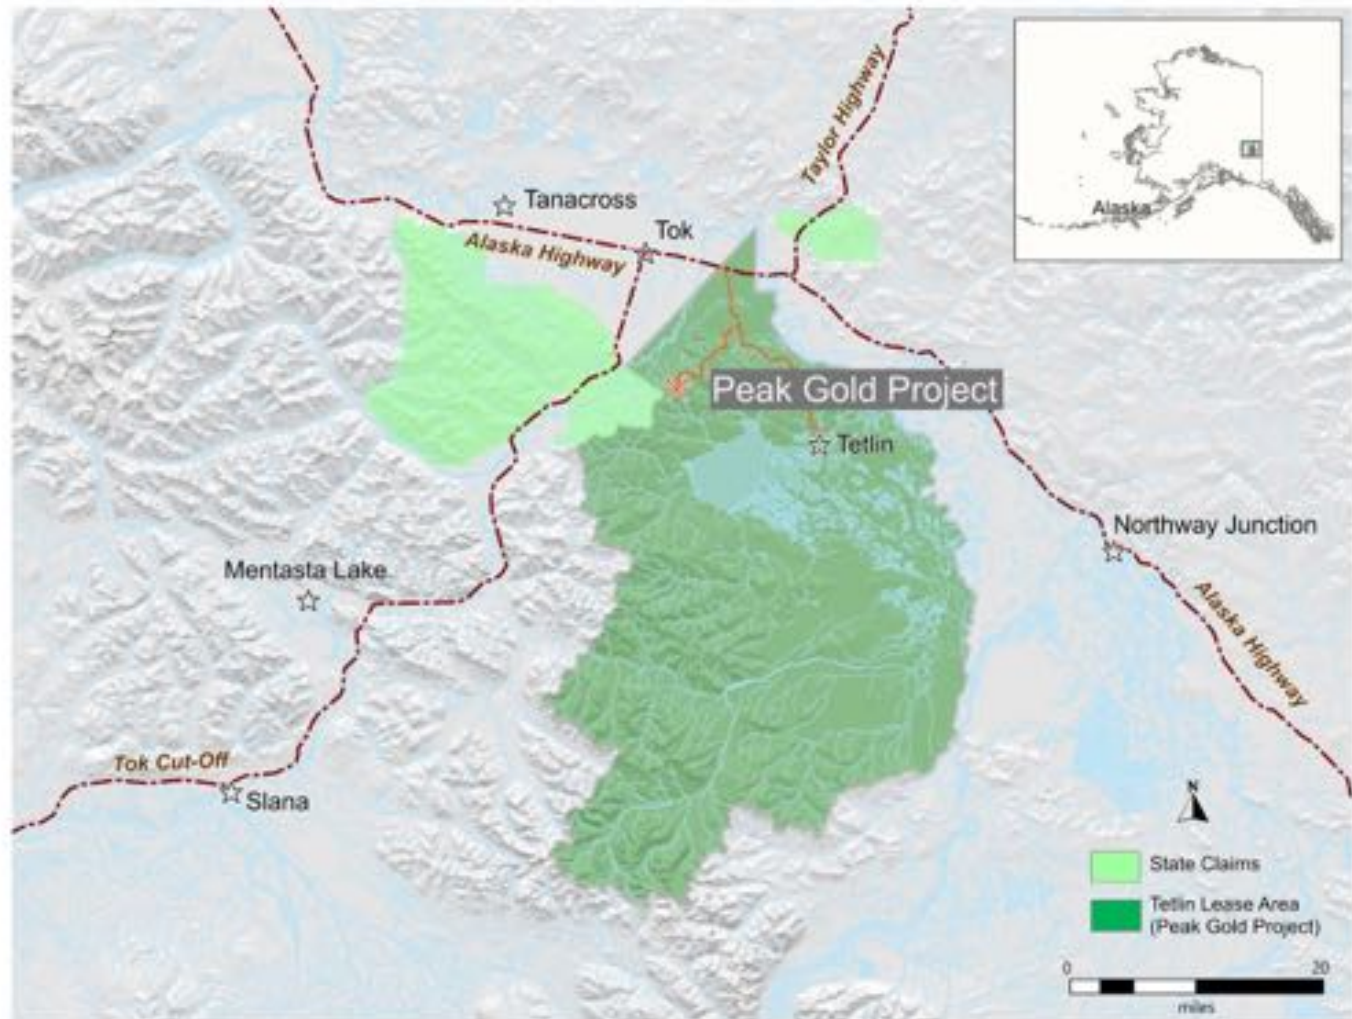 Taylor Highway
Alaska
Tanacross
Tok
Alaska Highway
Peak Gold Project
Tetlin
Northway Junction
Mentasta Lake
Alaska Highway
Tok Cut-Off
Slana
N
State Claims
Tetlin Lease Area
(Peak Gold Project)
0 20
miles